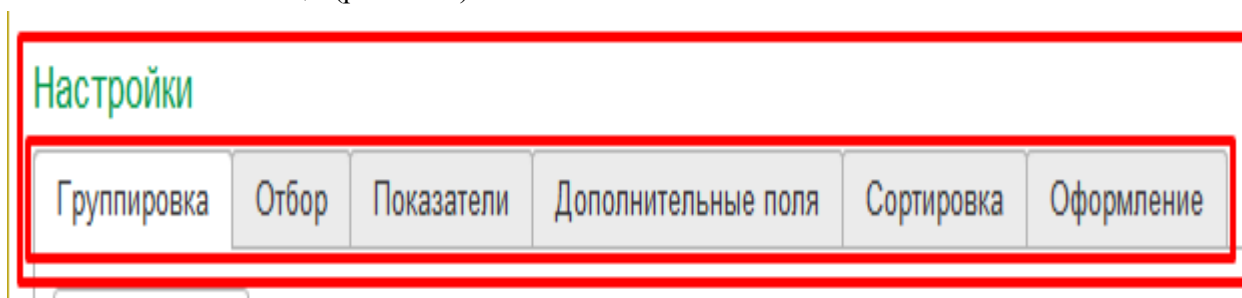 Настройки
Группировка Отбор Показатели Дополнительные поля Сортировка Оформление